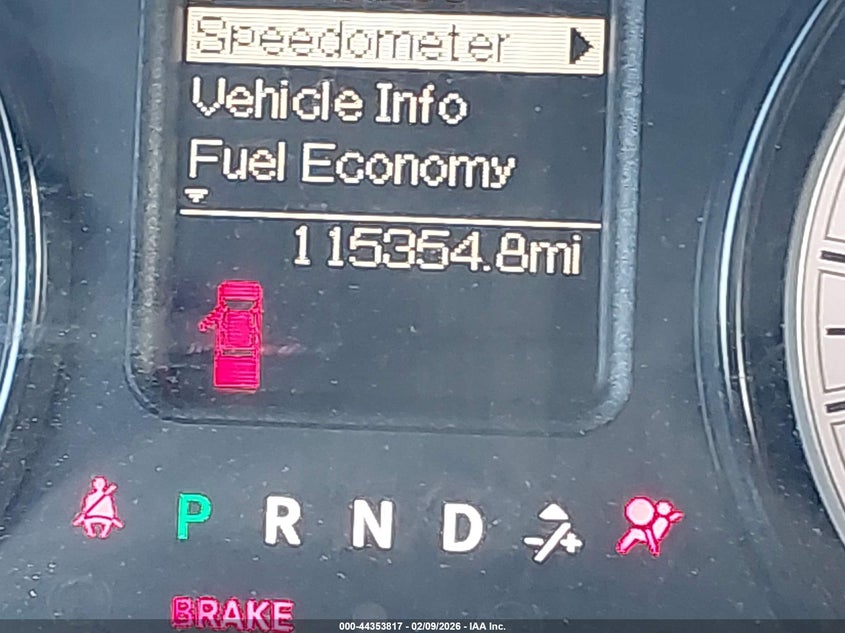 Speedometer
Vehicle Info
Fuel Economy
115354.8mi
P R N D
BRAKE
000-44353817 - 02/09/2026 - IAA Inc.